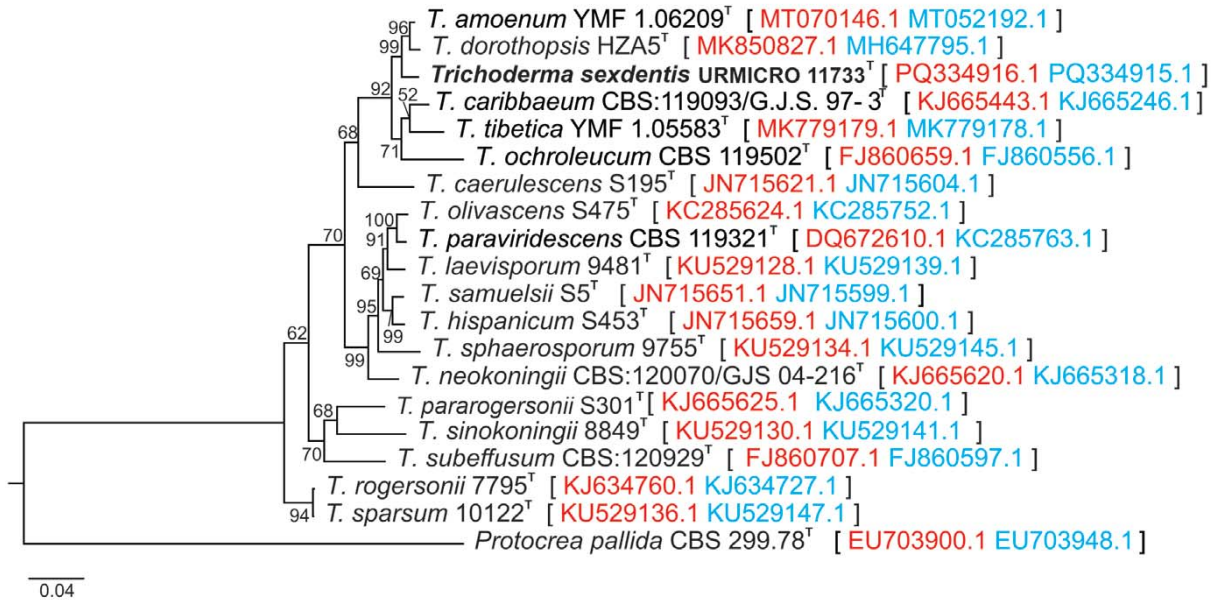 96 T. amoenum YMF 1.06209ᵀ [ MT070146.1 MT052192.1 ]
99 T. dorothopsis HZA5ᵀ [ MK850827.1 MH647795.1 ]
Trichoderma sexdentis URMICRO 11733ᵀ [ PQ334916.1 PQ334915.1 ]
92 52 T. caribbaeum CBS:119093/G.J.S. 97- 3ᵀ [ KJ665443.1 KJ665246.1 ]
68 T. tibetica YMF 1.05583ᵀ [ MK779179.1 MK779178.1 ]
71 T. ochroleucum CBS 119502ᵀ [ FJ860659.1 FJ860556.1 ]
T. caerulescens S195ᵀ [ JN715621.1 JN715604.1 ]
100 T. olivascens S475ᵀ [ KC285624.1 KC285752.1 ]
70 91 T. paraviridescens CBS 119321ᵀ [ DQ672610.1 KC285763.1 ]
69 T. laevisporum 9481ᵀ [ KU529128.1 KU529139.1 ]
T. samuelsii S5ᵀ [ JN715651.1 JN715599.1 ]
95 99 T. hispanicum S453ᵀ [ JN715659.1 JN715600.1 ]
62 T. sphaerosporum 9755ᵀ [ KU529134.1 KU529145.1 ]
99 T. neokoningii CBS:120070/GJS 04-216ᵀ [ KJ665620.1 KJ665318.1 ]
68 T. pararogersonii S301ᵀ [ KJ665625.1 KJ665320.1 ]
T. sinokoningii 8849ᵀ [ KU529130.1 KU529141.1 ]
70 T. subeffusum CBS:120929ᵀ [ FJ860707.1 FJ860597.1 ]
T. rogersonii 7795ᵀ [ KJ634760.1 KJ634727.1 ]
94 T. sparsum 10122ᵀ [ KU529136.1 KU529147.1 ]
Protocrea pallida CBS 299.78ᵀ [ EU703900.1 EU703948.1 ]
0.04